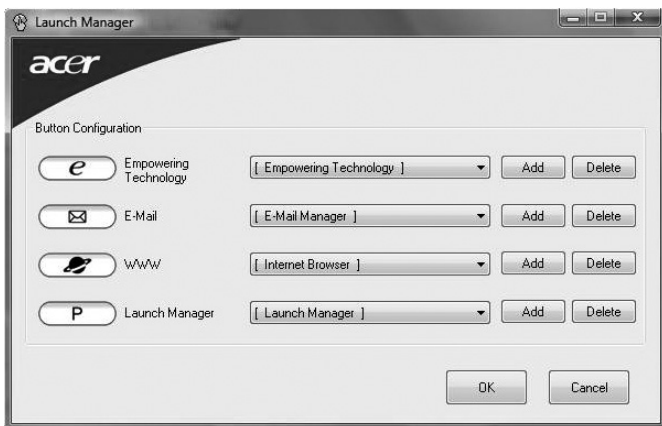 Launch Manager
acer
Button Configuration
e Empowering Technology [ Empowering Technology ] Add Delete
E-Mail [ E-Mail Manager ] Add Delete
WWW [ Internet Browser ] Add Delete
P Launch Manager [ Launch Manager ] Add Delete
OK Cancel